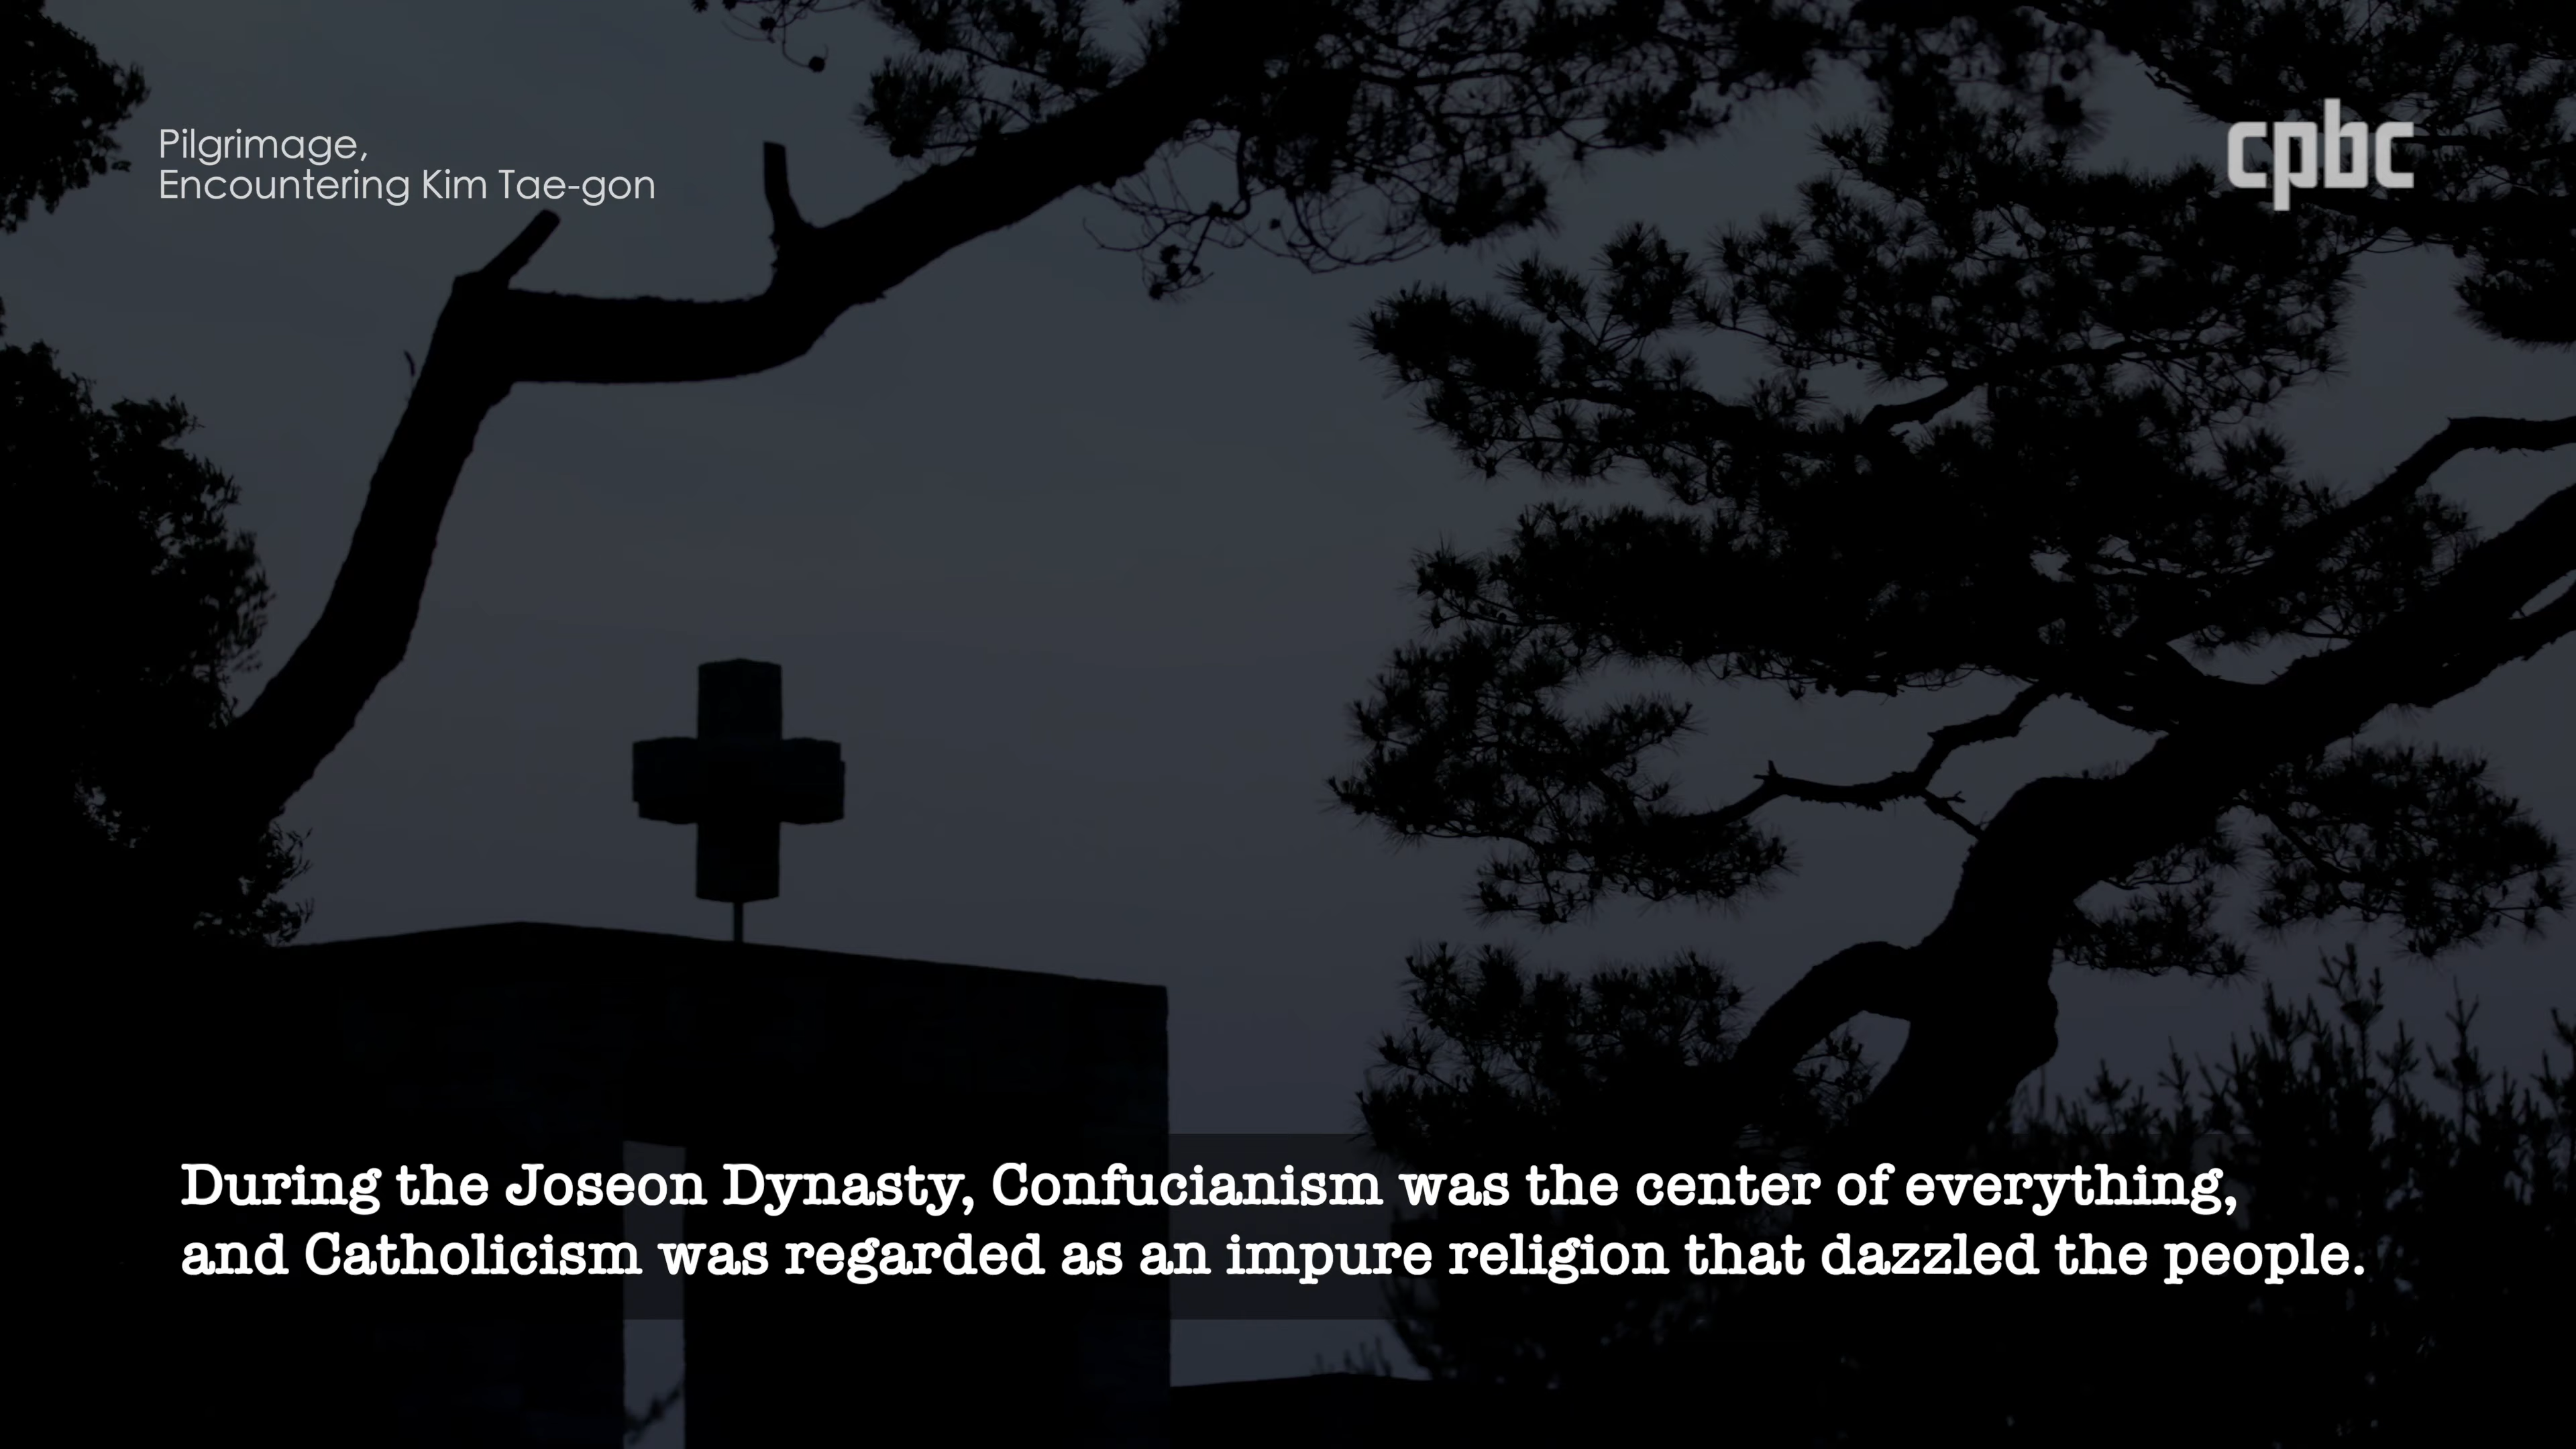 Pilgrimage,
Encountering Kim Tae-gon
cpbc
During the Joseon Dynasty, Confucianism was the center of everything,
and Catholicism was regarded as an impure religion that dazzled the people.